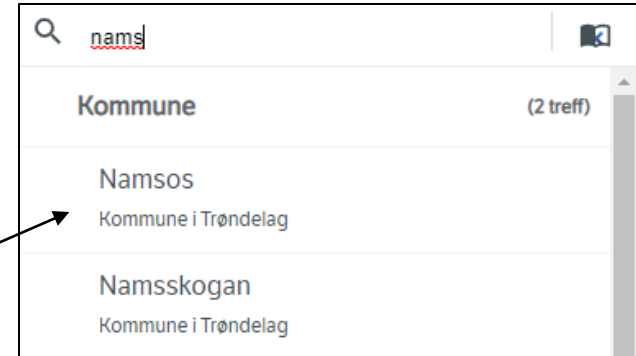 nams
Kommune (2 treff)
Namsos
Kommune i Trøndelag
Namsskogan
Kommune i Trøndelag